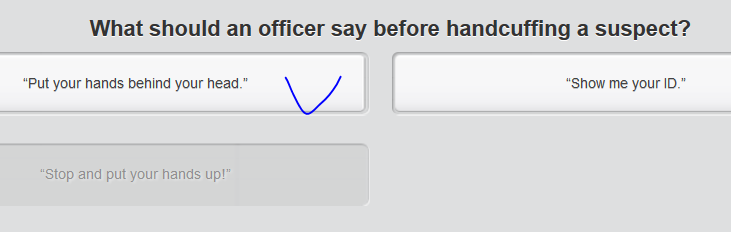 What should an officer say before handcuffing a suspect?
“Put your hands behind your head.”
“Show me your ID.”
“Stop and put your hands up!”